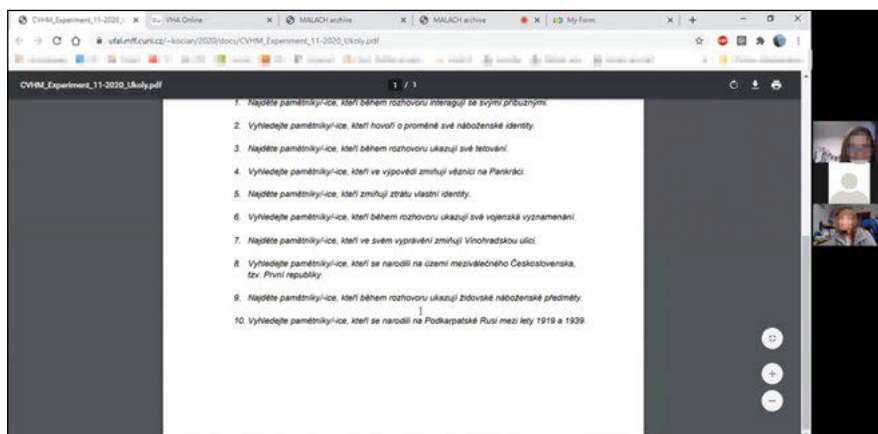 CVHM_Experiment_11-2020_
VHA Online
MALACH archive
MALACH archive
My Form
ufal.mff.cuni.cz/~kocian/2020/docs/CVHM_Experiment_11-2020_Ukoly.pdf
CVHM_Experiment_11-2020_Ukoly.pdf
1 / 1
1. Najděte pamětníky/-ice, kteří během rozhovoru interagují se svými příbuznými.
2. Vyhledejte pamětníky/-ice, kteří hovoří o proměně své náboženské identity.
3. Najděte pamětníky/-ice, kteří během rozhovoru ukazují své tetování.
4. Vyhledejte pamětníky/-ice, kteří ve výpovědi zmiňují věznici na Pankráci.
5. Najděte pamětníky/-ice, kteří zmiňují ztrátu vlastní identity.
6. Vyhledejte pamětníky/-ice, kteří během rozhovoru ukazují svá vojenská vyznamenání.
7. Najděte pamětníky/-ice, kteří ve svém vyprávění zmiňují Vinohradskou ulici.
8. Vyhledejte pamětníky/-ice, kteří se narodili na území meziválečného Československa,
tzv. První republiky.
9. Najděte pamětníky/-ice, kteří během rozhovoru ukazují židovské náboženské předměty.
10. Vyhledejte pamětníky/-ice, kteří se narodili na Podkarpatské Rusi mezi lety 1919 a 1939.